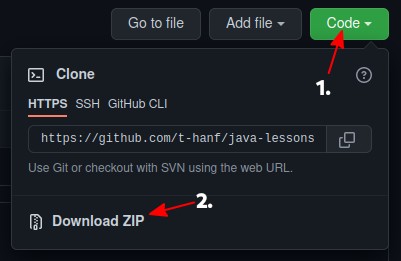 Go to file Add file Code
1.
Clone
HTTPS SSH GitHub CLI
https://github.com/t-hanf/java-lessons
Use Git or checkout with SVN using the web URL.
2.
Download ZIP